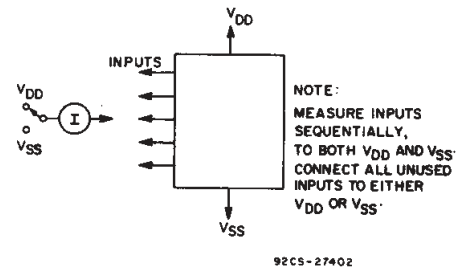 VDD
INPUTS
VDD
I
VSS
NOTE:
MEASURE INPUTS
SEQUENTIALLY,
TO BOTH VDD AND VSS.
CONNECT ALL UNUSED
INPUTS TO EITHER
VDD OR VSS.
VSS
92CS-27402